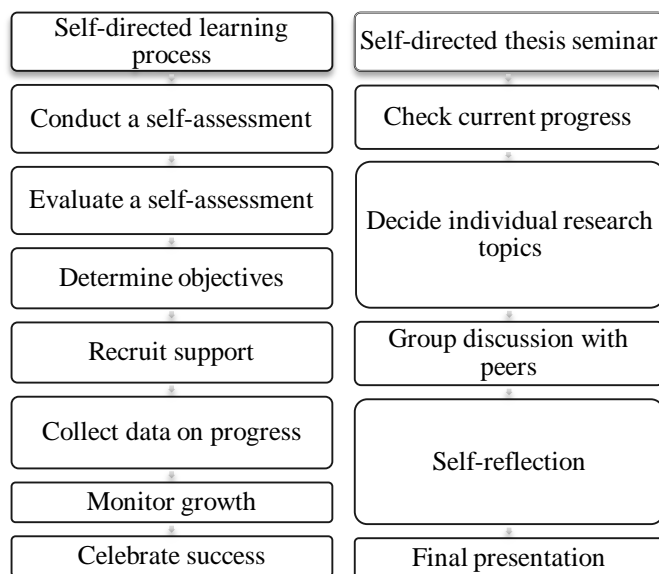 Self-directed learning
process
Conduct a self-assessment
Evaluate a self-assessment
Determine objectives
Recruit support
Collect data on progress
Monitor growth
Celebrate success
Self-directed thesis seminar
Check current progress
Decide individual research
topics
Group discussion with
peers
Self-reflection
Final presentation